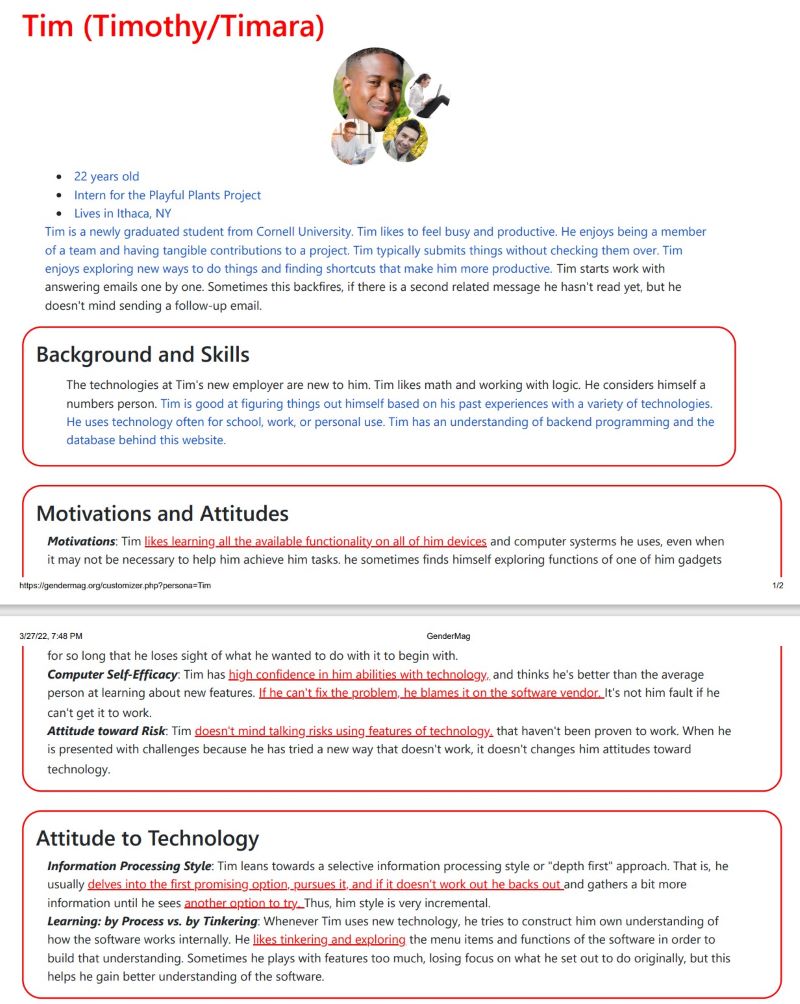 Tim (Timothy/Timara)
22 years old
Intern for the Playful Plants Project
Lives in Ithaca, NY
Tim is a newly graduated student from Cornell University. Tim likes to feel busy and productive. He enjoys being a member
of a team and having tangible contributions to a project. Tim typically submits things without checking them over. Tim
enjoys exploring new ways to do things and finding shortcuts that make him more productive. Tim starts work with
answering emails one by one. Sometimes this backfires, if there is a second related message he hasn't read yet, but he
doesn't mind sending a follow-up email.
Background and Skills
The technologies at Tim's new employer are new to him. Tim likes math and working with logic. He considers himself a
numbers person. Tim is good at figuring things out himself based on his past experiences with a variety of technologies.
He uses technology often for school, work, or personal use. Tim has an understanding of backend programming and the
database behind this website.
Motivations and Attitudes
Motivations: Tim likes learning all the available functionality on all of him devices and computer systerms he uses, even when
it may not be necessary to help him achieve him tasks. he sometimes finds himself exploring functions of one of him gadgets
https://gendermag.org/customizer.php?persona=Tim
1/2
3/27/22, 7:48 PM
GenderMag
for so long that he loses sight of what he wanted to do with it to begin with.
Computer Self-Efficacy: Tim has high confidence in him abilities with technology, and thinks he's better than the average
person at learning about new features. If he can't fix the problem, he blames it on the software vendor. It's not him fault if he
can't get it to work.
Attitude toward Risk: Tim doesn't mind talking risks using features of technology, that haven't been proven to work. When he
is presented with challenges because he has tried a new way that doesn't work, it doesn't changes him attitudes toward
technology.
Attitude to Technology
Information Processing Style: Tim leans towards a selective information processing style or "depth first" approach. That is, he
usually delves into the first promising option, pursues it, and if it doesn't work out he backs out and gathers a bit more
information until he sees another option to try. Thus, him style is very incremental.
Learning: by Process vs. by Tinkering: Whenever Tim uses new technology, he tries to construct him own understanding of
how the software works internally. He likes tinkering and exploring the menu items and functions of the software in order to
build that understanding. Sometimes he plays with features too much, losing focus on what he set out to do originally, but this
helps he gain better understanding of the software.